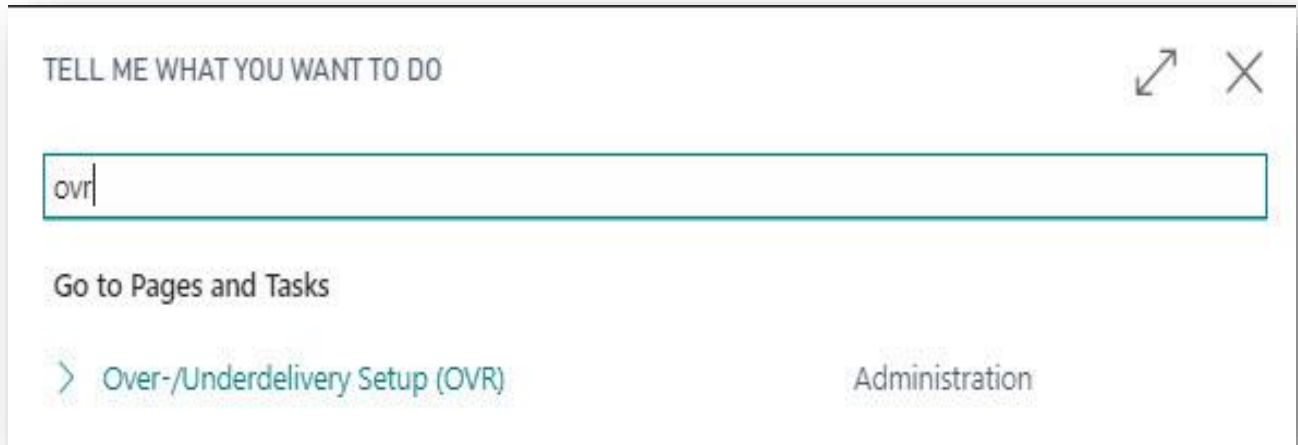 TELL ME WHAT YOU WANT TO DO
ovr
Go to Pages and Tasks
Over-/Underdelivery Setup (OVR) Administration